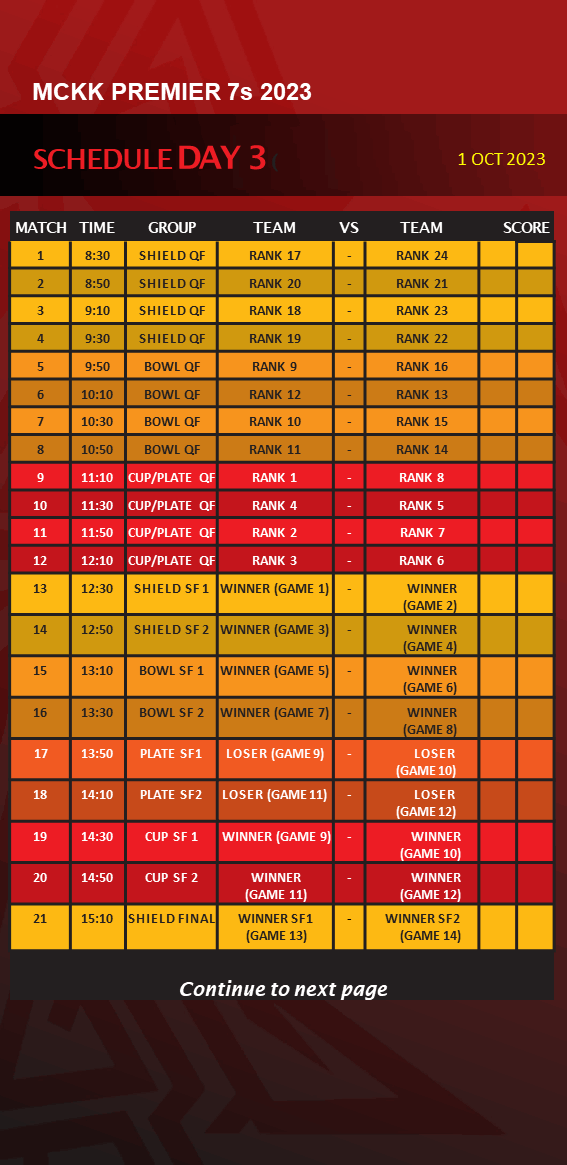 MCKK PREMIER 7s 2023
SCHEDULE DAY 3 (
1 OCT 2023
MATCH TIME GROUP TEAM VS TEAM SCORE
1 8:30 SHIELD QF RANK 17 - RANK 24
2 8:50 SHIELD QF RANK 20 - RANK 21
3 9:10 SHIELD QF RANK 18 - RANK 23
4 9:30 SHIELD QF RANK 19 - RANK 22
5 9:50 BOWL QF RANK 9 - RANK 16
6 10:10 BOWL QF RANK 12 - RANK 13
7 10:30 BOWL QF RANK 10 - RANK 15
8 10:50 BOWL QF RANK 11 - RANK 14
9 11:10 CUP/PLATE QF RANK 1 - RANK 8
10 11:30 CUP/PLATE QF RANK 4 - RANK 5
11 11:50 CUP/PLATE QF RANK 2 - RANK 7
12 12:10 CUP/PLATE QF RANK 3 - RANK 6
13 12:30 SHIELD SF 1 WINNER (GAME 1) - WINNER
(GAME 2)
14 12:50 SHIELD SF 2 WINNER (GAME 3) - WINNER
(GAME 4)
15 13:10 BOWL SF 1 WINNER (GAME 5) - WINNER
(GAME 6)
16 13:30 BOWL SF 2 WINNER (GAME 7) - WINNER
(GAME 8)
17 13:50 PLATE SF1 LOSER (GAME 9) - LOSER
(GAME 10)
18 14:10 PLATE SF2 LOSER (GAME 11) - LOSER
(GAME 12)
19 14:30 CUP SF 1 WINNER (GAME 9) - WINNER
(GAME 10)
20 14:50 CUP SF 2 WINNER - WINNER
(GAME 11) (GAME 12)
21 15:10 SHIELD FINAL WINNER SF1 - WINNER SF2
(GAME 13) (GAME 14)
Continue to next page